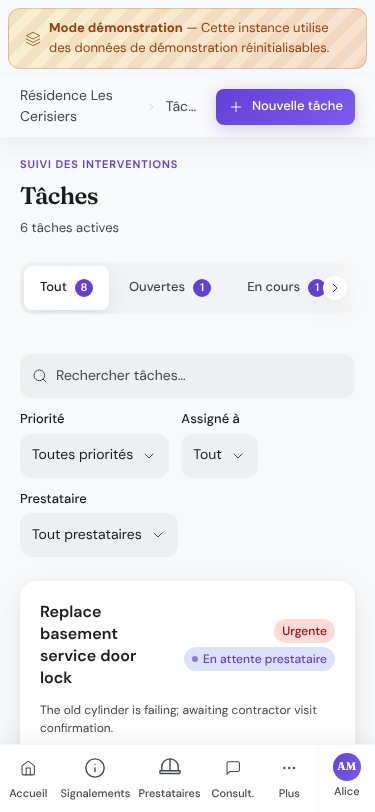 Mode démonstration — Cette instance utilise
des données de démonstration réinitialisables.
Résidence Les
Cerisiers
Tâc...
Nouvelle tâche
SUIVI DES INTERVENTIONS
Tâches
6 tâches actives
Tout 8
Ouvertes 1
En cours 1
Rechercher tâches...
Priorité
Assigné à
Toutes priorités
Tout
Prestataire
Tout prestataires
Replace
basement
service door
lock
Urgente
En attente prestataire
The old cylinder is failing; awaiting contractor visit
confirmation.
Accueil
Signalements
Prestataires
Consult.
Plus
AM
Alice